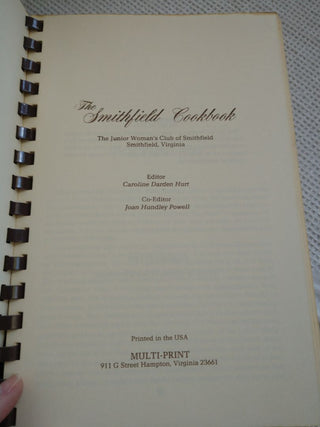 The Smithfield Cookbook
The Junior Woman's Club of Smithfield
Smithfield, Virginia
Editor
Caroline Darden Hurt
Co-Editor
Joan Hundley Powell
Printed in the USA
MULTI-PRINT
911 G Street Hampton, Virginia 23661